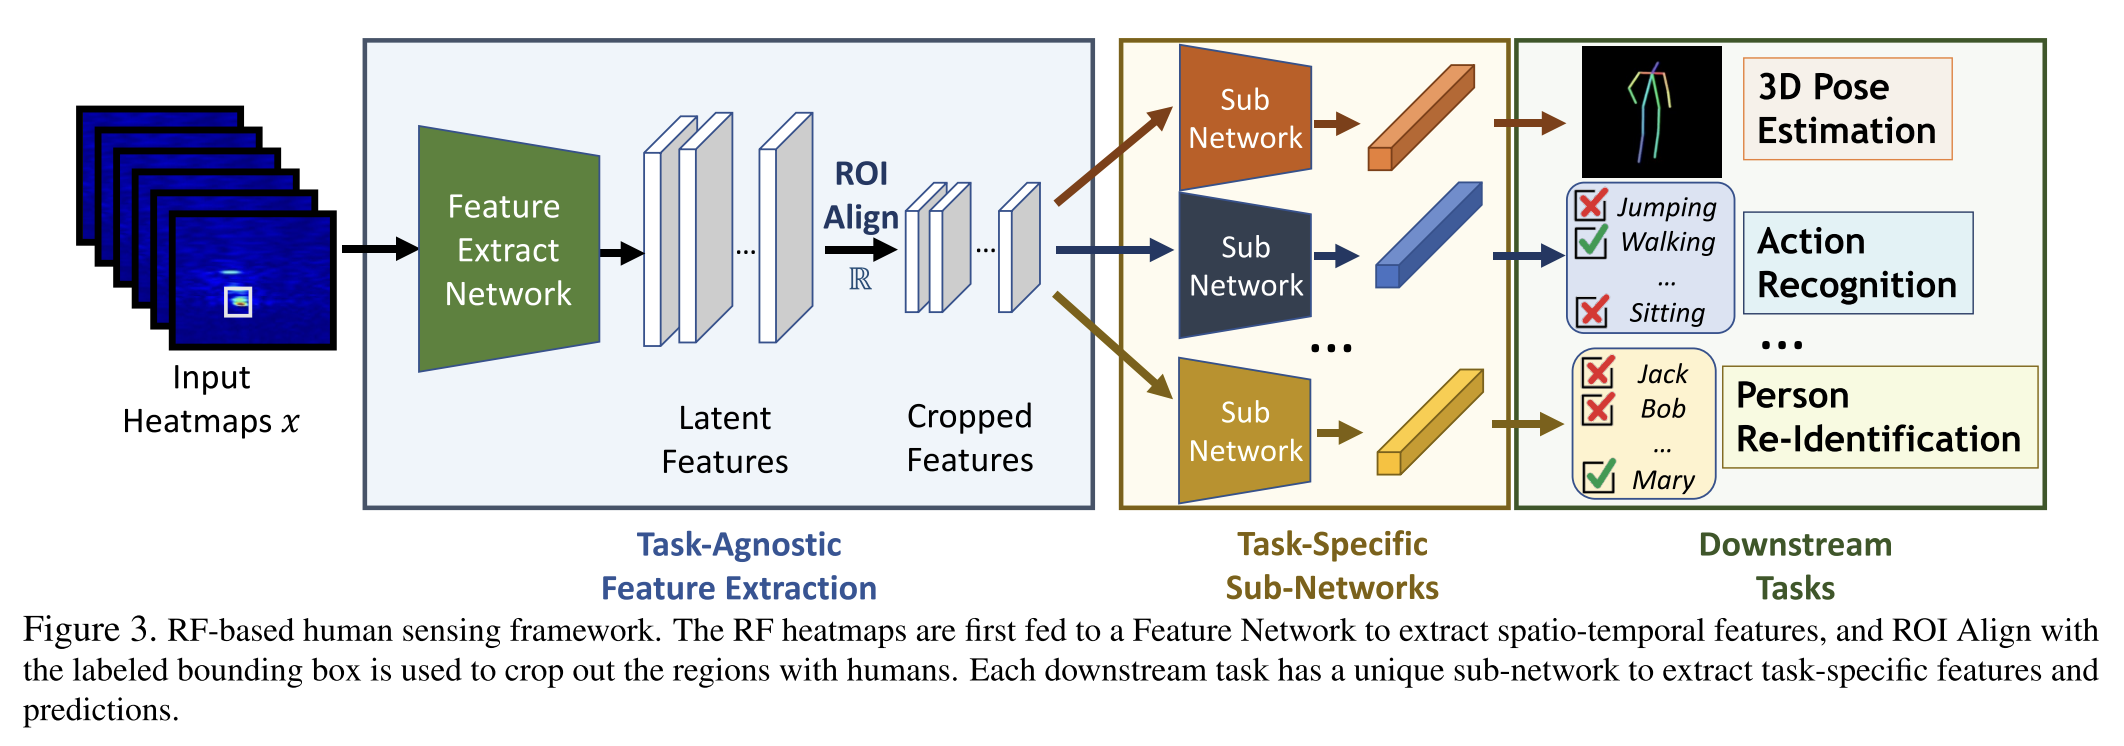 Input
Heatmaps x
Feature
Extract
Network
...
Latent
Features
ROI
Align
ℝ
...
Cropped
Features
Task-Agnostic
Feature Extraction
Sub
Network
Sub
Network
...
Sub
Network
Task-Specific
Sub-Networks
3D Pose
Estimation
Jumping
Walking
...
Sitting
Action
Recognition
...
Jack
Bob
...
Mary
Person
Re-Identification
Downstream
Tasks
Figure 3. RF-based human sensing framework. The RF heatmaps are first fed to a Feature Network to extract spatio-temporal features, and ROI Align with
the labeled bounding box is used to crop out the regions with humans. Each downstream task has a unique sub-network to extract task-specific features and
predictions.